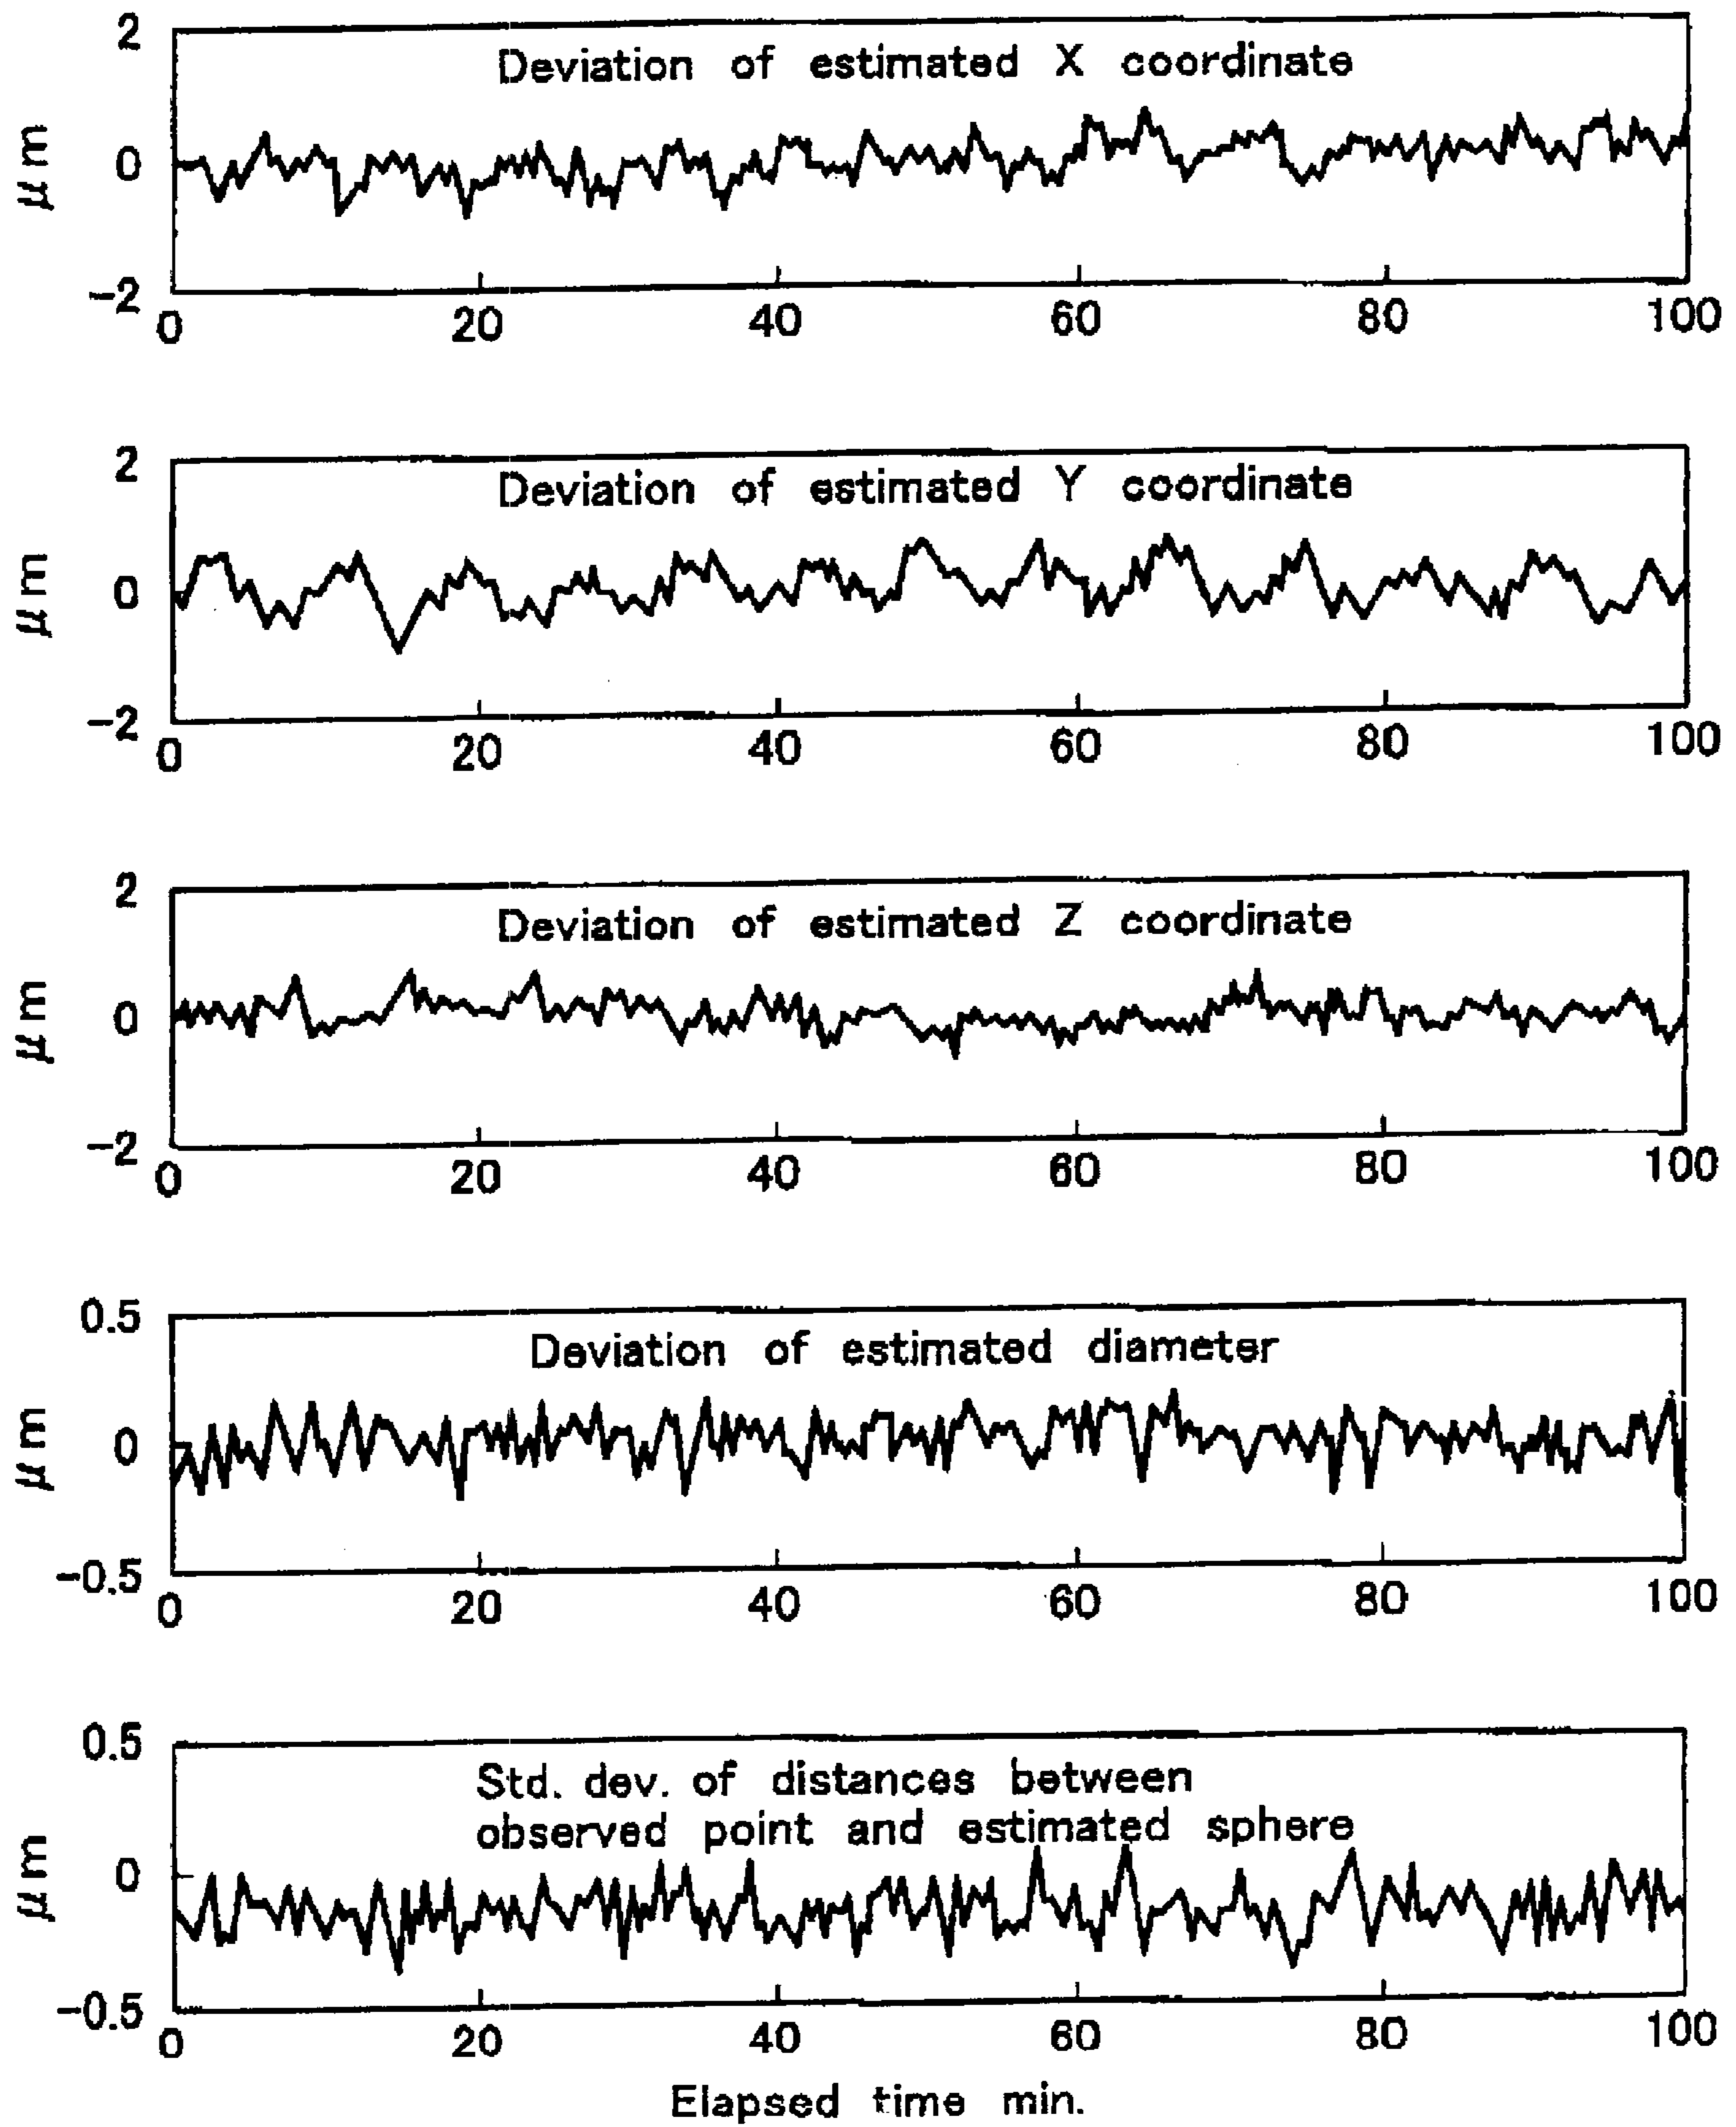 2
Deviation of estimated X coordinate
μm
0
-2
0 20 40 60 80 100
2
Deviation of estimated Y coordinate
μm
0
-2
0 20 40 60 80 100
2
Deviation of estimated Z coordinate
μm
0
-2
0 20 40 60 80 100
0.5
Deviation of estimated diameter
μm
0
-0.5
0 20 40 60 80 100
0.5
Std. dev. of distances between
observed point and estimated sphere
μm
0
-0.5
0 20 40 60 80 100
Elapsed time min.